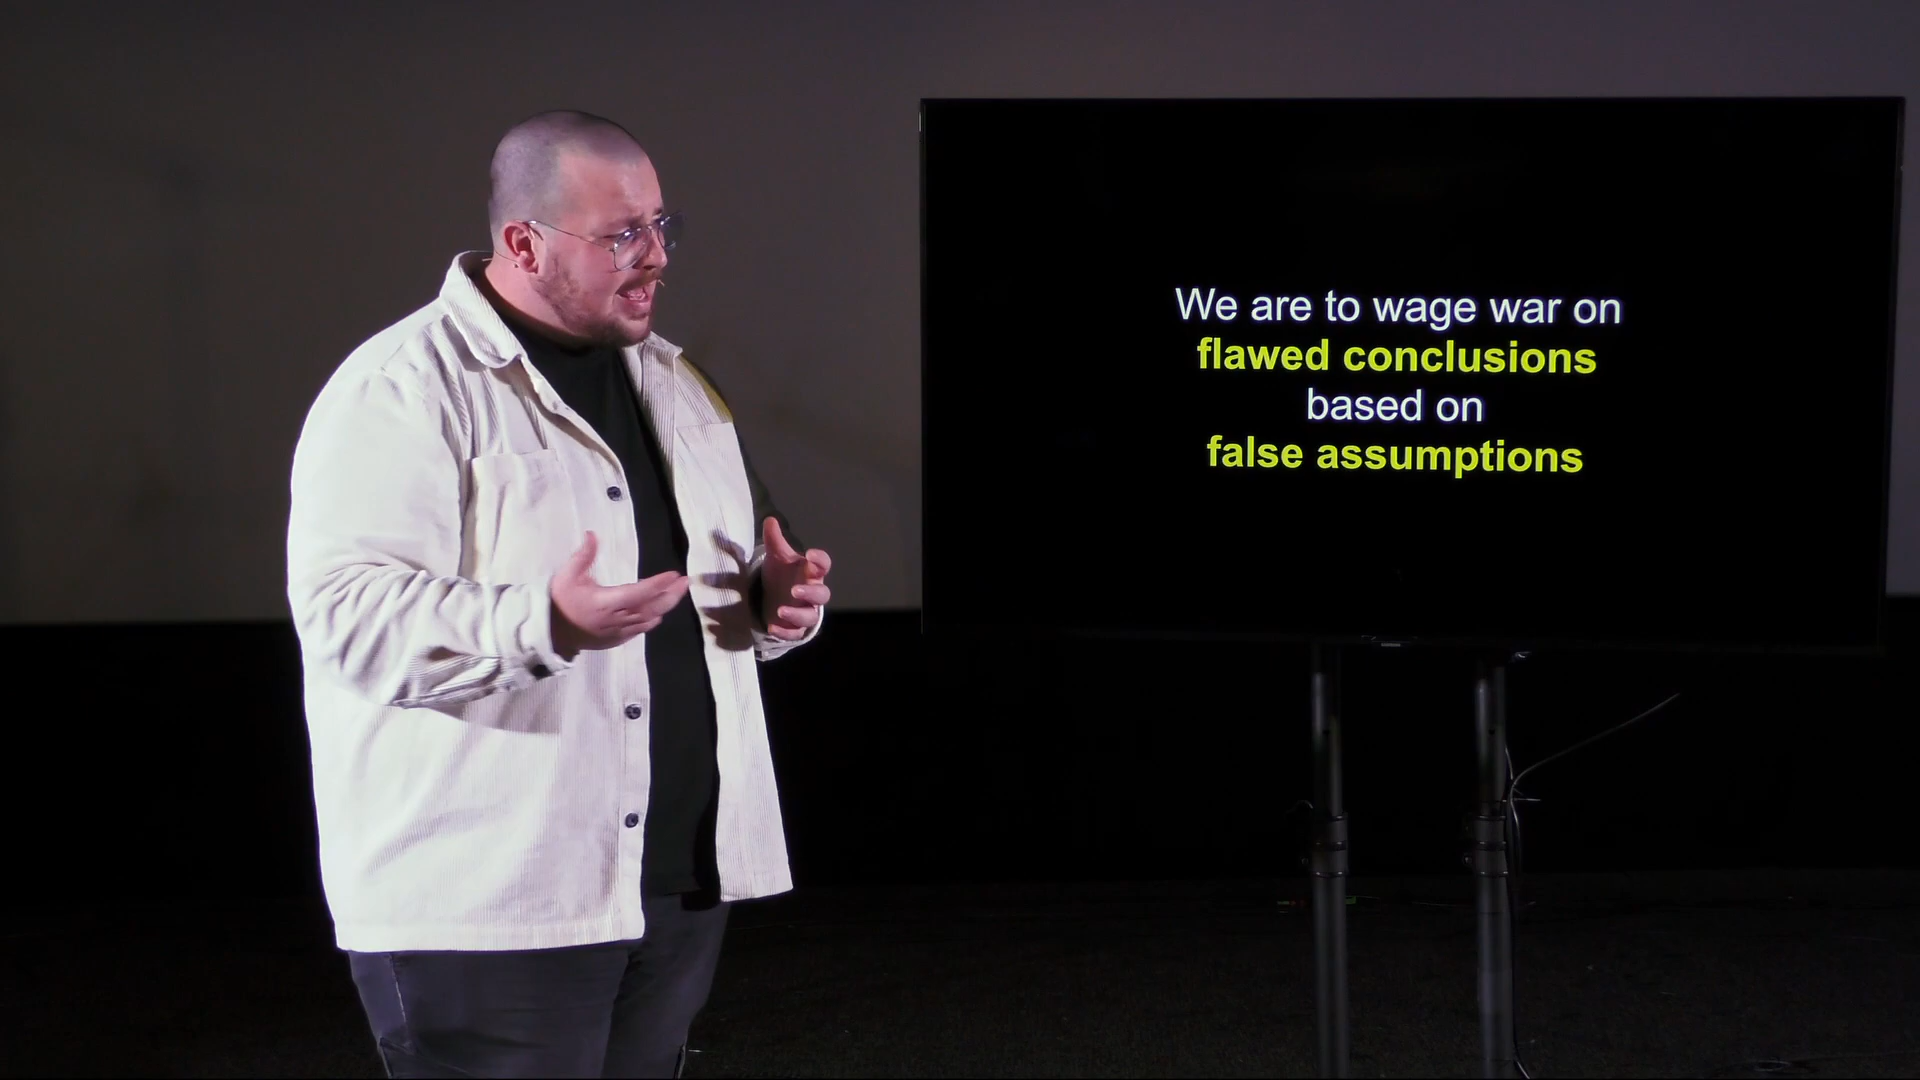 We are to wage war on
flawed conclusions
based on
false assumptions